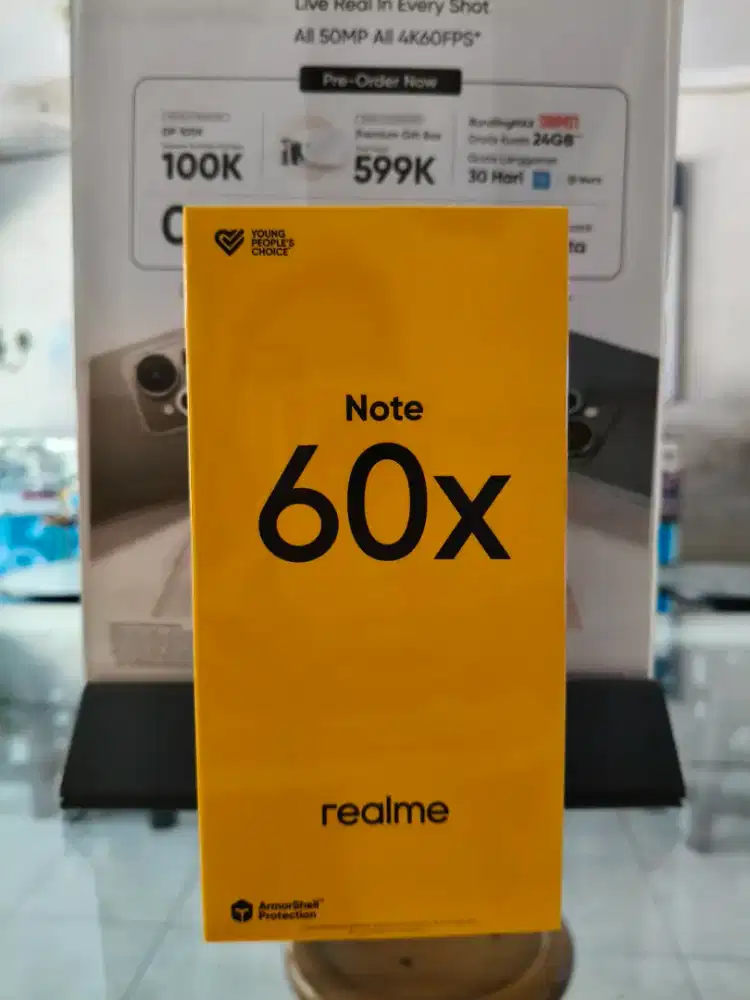 Live Real In Every Shot
All 50MP All 4K60FPS*
Pre-Order Now
100K
599K
24GB
30 Hari
YOUNG
PEOPLE'S
CHOICE
Note
60x
realme
ArmorShell™
Protection